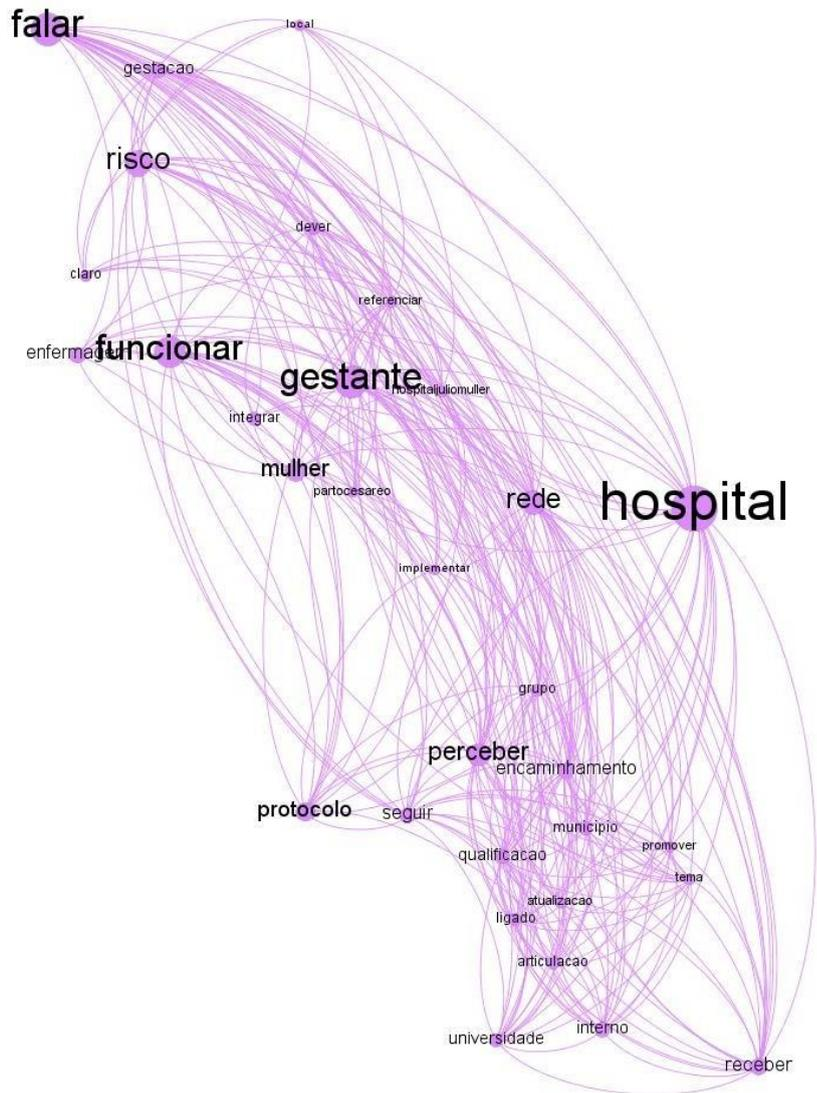 falar
local
gestacao
risco
dever
claro
referenciar
enfermagem
funcionar
gestante
hospitaljuliomuller
integrar
mulher
partocesareo
rede
hospital
implementar
grupo
perceber
encaminhamento
protocolo
seguir
municipio
promover
qualificacao
tema
atualizacao
ligado
articulacao
interno
universidade
receber